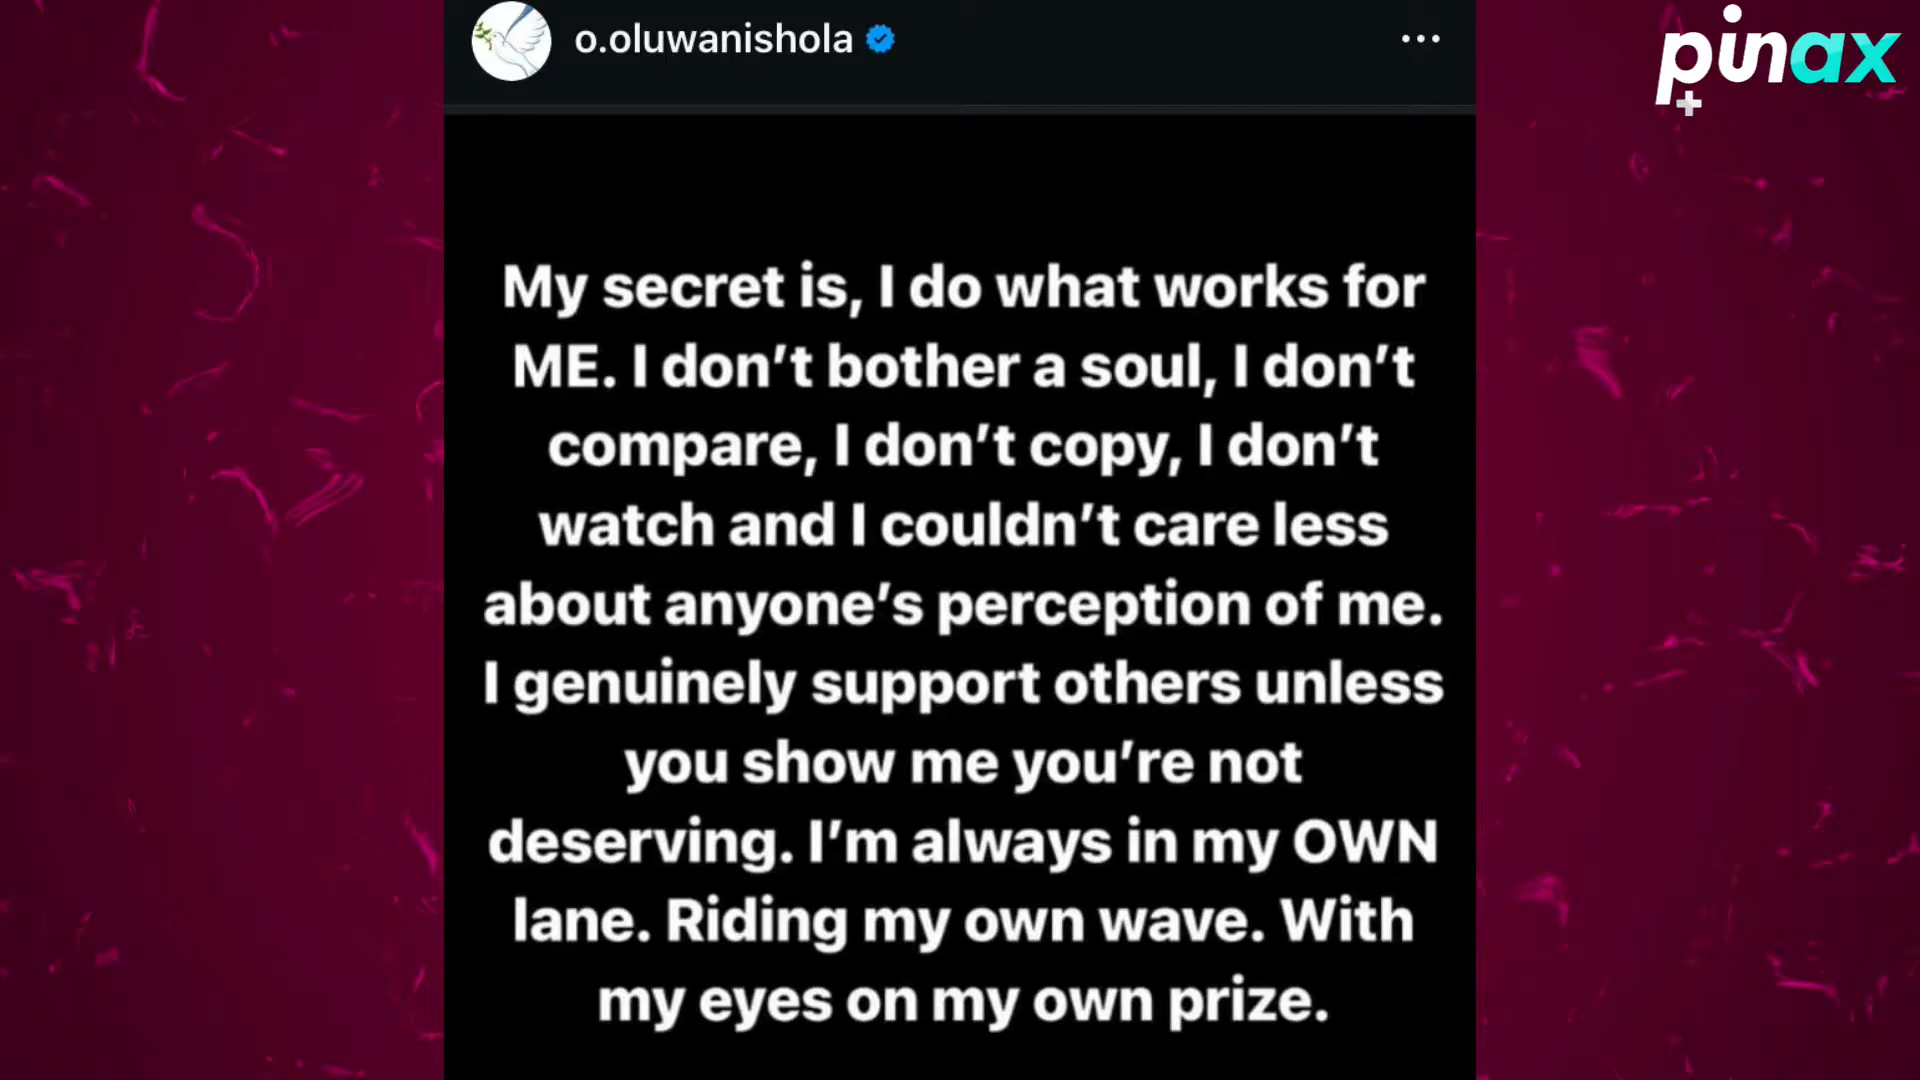 o.oluwanishola
pinax
My secret is, I do what works for
ME. I don’t bother a soul, I don’t
compare, I don’t copy, I don’t
watch and I couldn’t care less
about anyone’s perception of me.
I genuinely support others unless
you show me you’re not
deserving. I’m always in my OWN
lane. Riding my own wave. With
my eyes on my own prize.